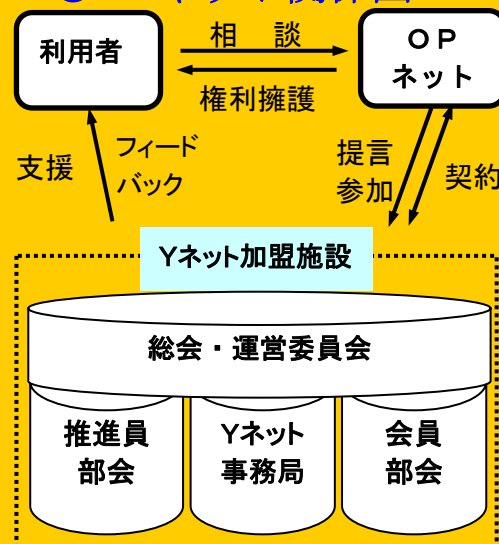 利用者
相 談
OP
ネット
権利擁護
支援
フィード
バック
提言
参加
契約
Yネット加盟施設
総会・運営委員会
推進員
部会
Yネット
事務局
会員
部会